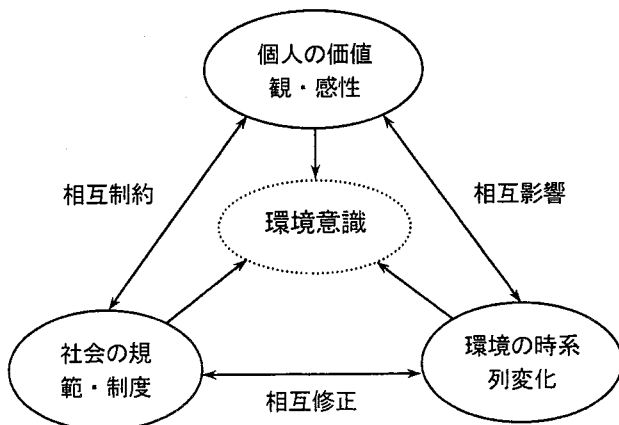 個人の価値
観・感性
相互制約
相互影響
環境意識
社会の規
範・制度
環境の時系
列変化
相互修正